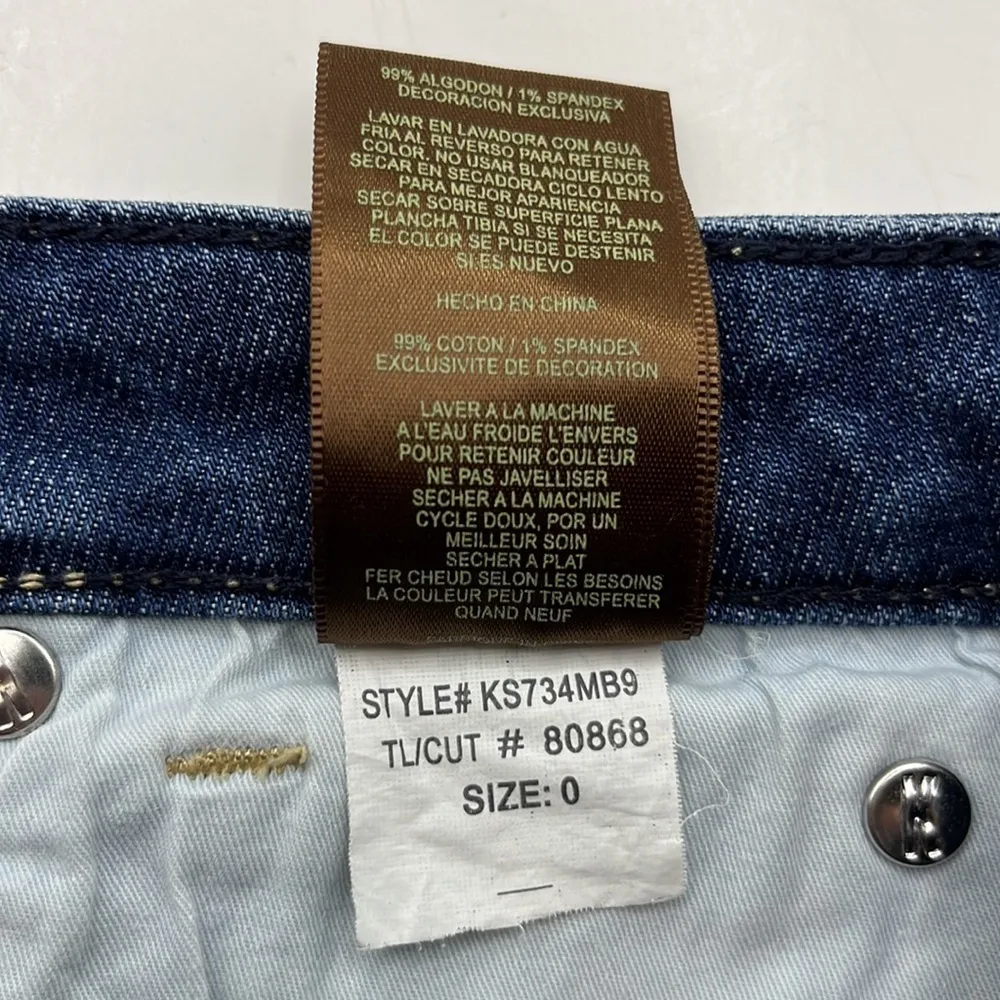 99% ALGODON / 1% SPANDEX
DECORACION EXCLUSIVA
LAVAR EN LAVADORA CON AGUA
FRIA AL REVERSO PARA RETENER
COLOR. NO USAR BLANQUEADOR
SECAR EN SECADORA CICLO LENTO
PARA MEJOR APARIENCIA
SECAR SOBRE SUPERFICIE PLANA
PLANCHA TIBIA SI SE NECESITA
EL COLOR SE PUEDE DESTENIR
SI ES NUEVO
HECHO EN CHINA
99% COTON / 1% SPANDEX
EXCLUSIVITE DE DECORATION
LAVER A LA MACHINE
A L'EAU FROIDE L'ENVERS
POUR RETENIR COULEUR
NE PAS JAVELLISER
SECHER A LA MACHINE
CYCLE DOUX, POR UN
MEILLEUR SOIN
SECHER A PLAT
FER CHEUD SELON LES BESOINS
LA COULEUR PEUT TRANSFERER
QUAND NEUF
STYLE# KS734MB9
TL/CUT # 80868
SIZE: 0